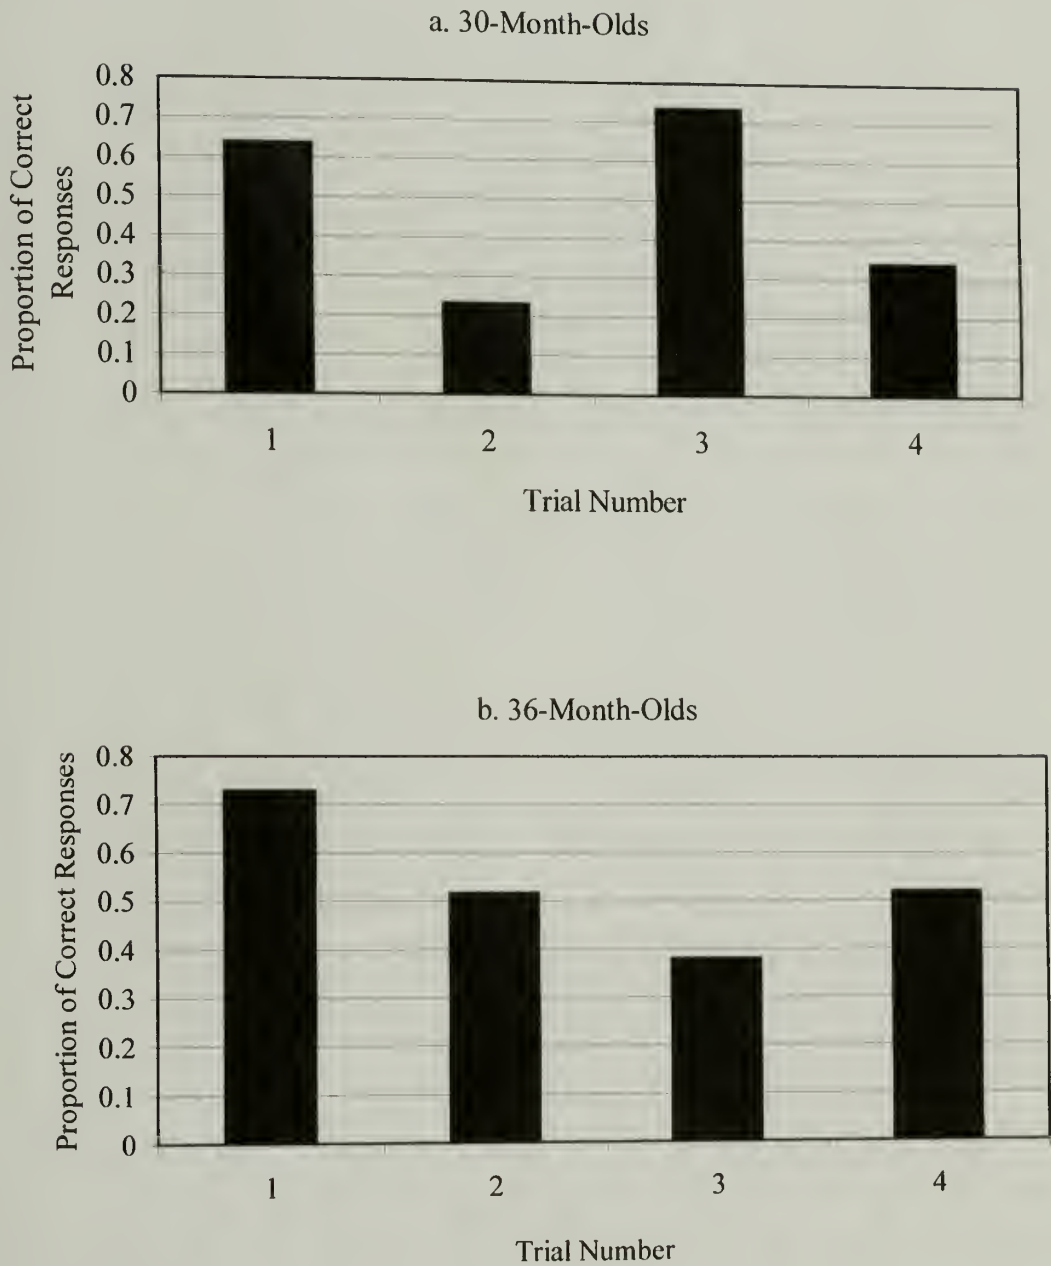 a. 30-Month-Olds
Proportion of Correct
Responses
0.8
0.7
0.6
0.5
0.4
0.3
0.2
0.1
0
1 2 3 4
Trial Number
b. 36-Month-Olds
Proportion of Correct Responses
0.8
0.7
0.6
0.5
0.4
0.3
0.2
0.1
0
1 2 3 4
Trial Number